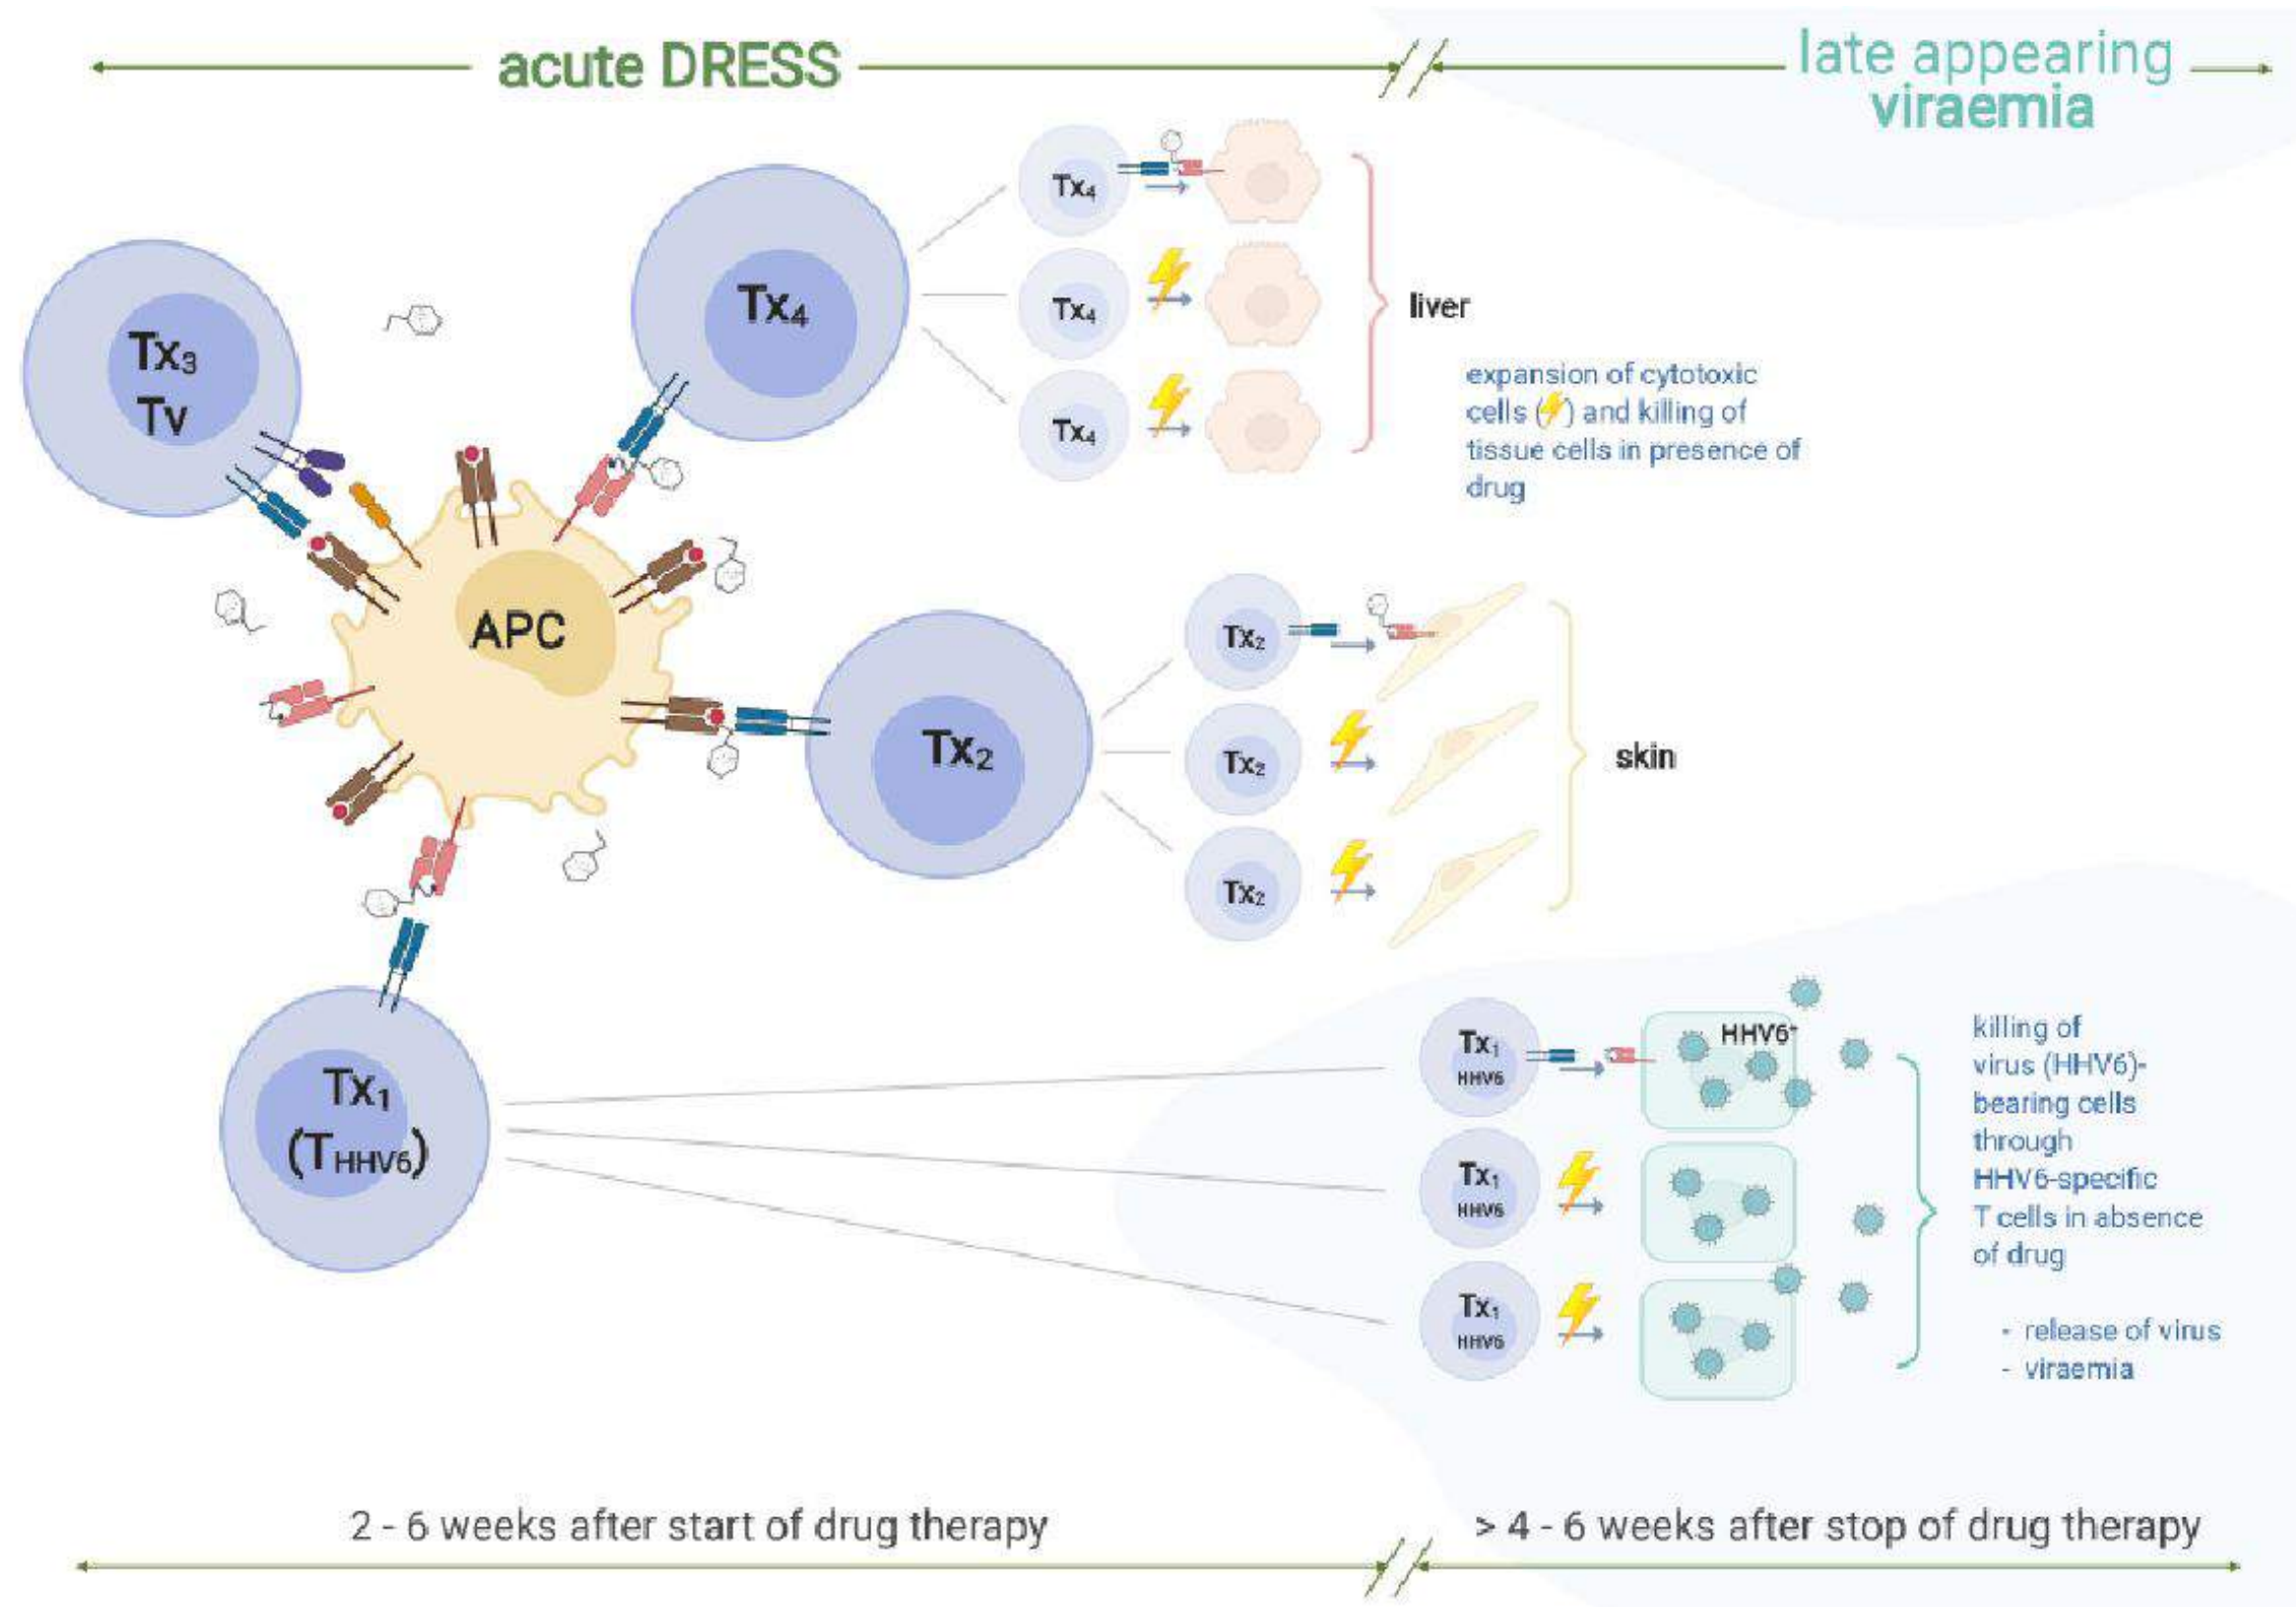 acute DRESS
late appearing
viraemia
Tx4
Tx4
Tx4
Tx4
liver
Tx3
Tv
expansion of cytotoxic
cells ( ) and killing of
tissue cells in presence of
drug
APC
Tx2
Tx2
Tx2
Tx2
skin
Tx1
(THHV6)
Tx1
HHV6
HHV6+
Tx1
HHV6
Tx1
HHV6
killing of
virus (HHV6)-
bearing cells
through
HHV6-specific
T cells in absence
of drug
- release of virus
- viraemia
2 - 6 weeks after start of drug therapy
> 4 - 6 weeks after stop of drug therapy